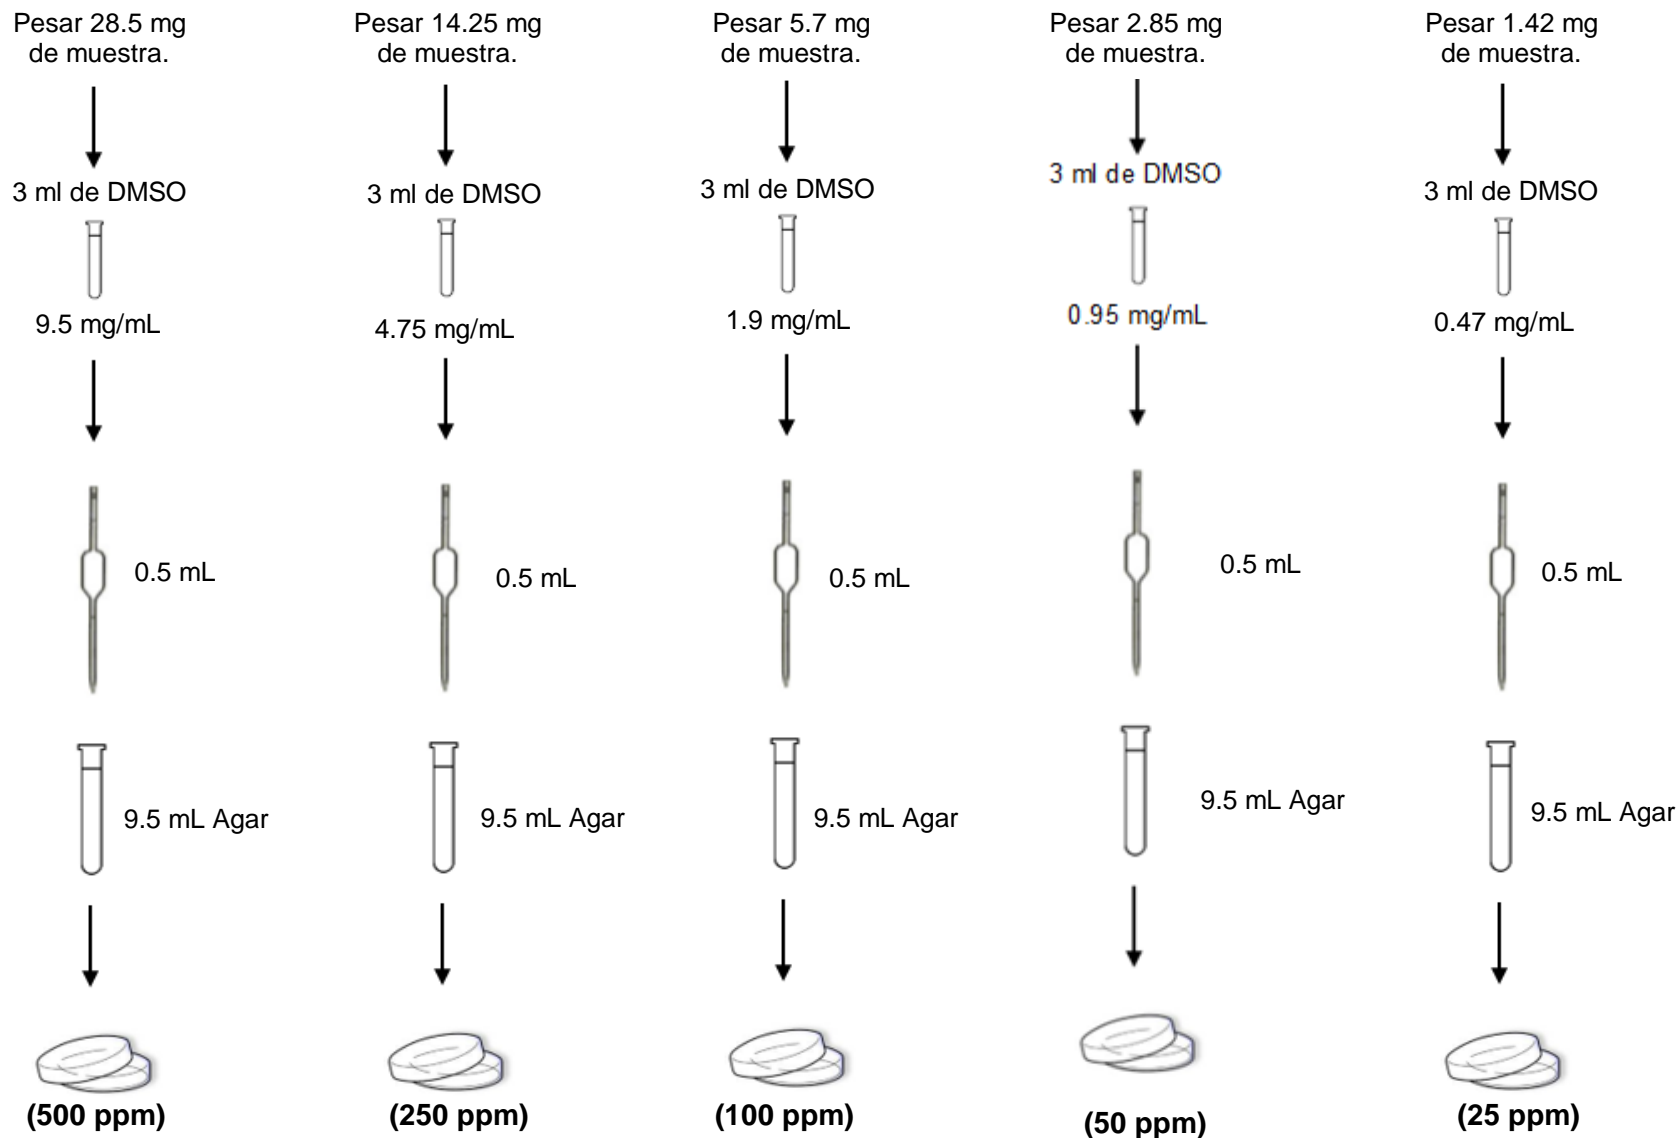 Pesar 28.5 mg
de muestra.
3 ml de DMSO
9.5 mg/mL
0.5 mL
9.5 mL Agar
(500 ppm)
Pesar 14.25 mg
de muestra.
3 ml de DMSO
4.75 mg/mL
0.5 mL
9.5 mL Agar
(250 ppm)
Pesar 5.7 mg
de muestra.
3 ml de DMSO
1.9 mg/mL
0.5 mL
9.5 mL Agar
(100 ppm)
Pesar 2.85 mg
de muestra.
3 ml de DMSO
0.95 mg/mL
0.5 mL
9.5 mL Agar
(50 ppm)
Pesar 1.42 mg
de muestra.
3 ml de DMSO
0.47 mg/mL
0.5 mL
9.5 mL Agar
(25 ppm)